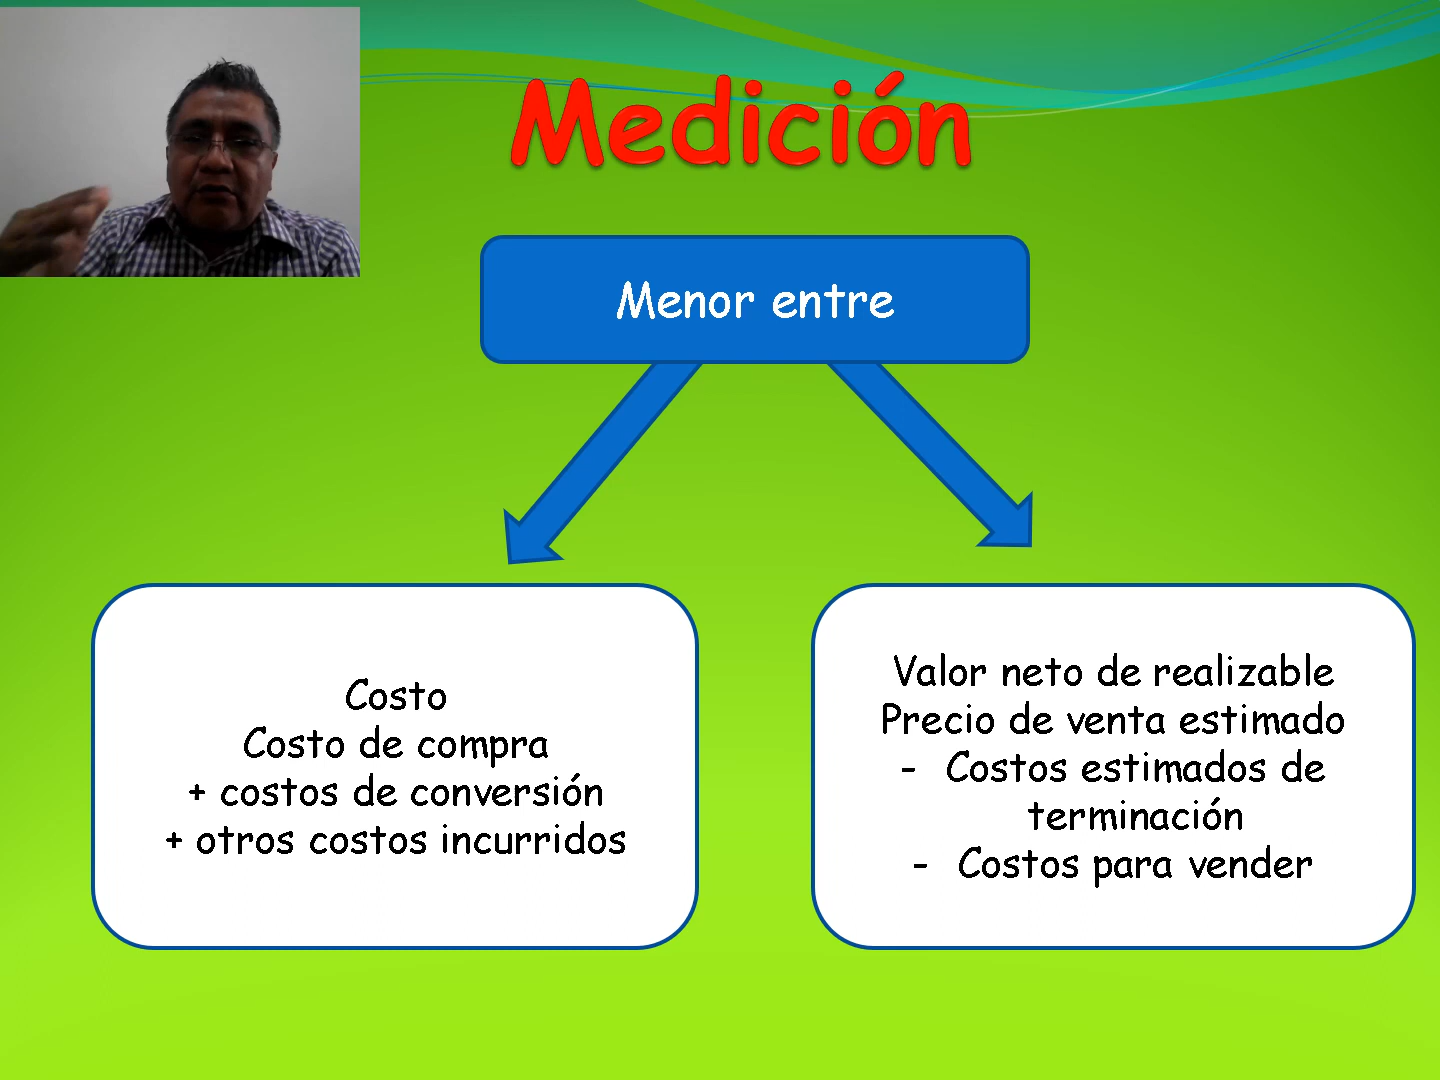 Medición
Menor entre
Costo
Costo de compra
+ costos de conversión
+ otros costos incurridos
Valor neto de realizable
Precio de venta estimado
- Costos estimados de
terminación
- Costos para vender